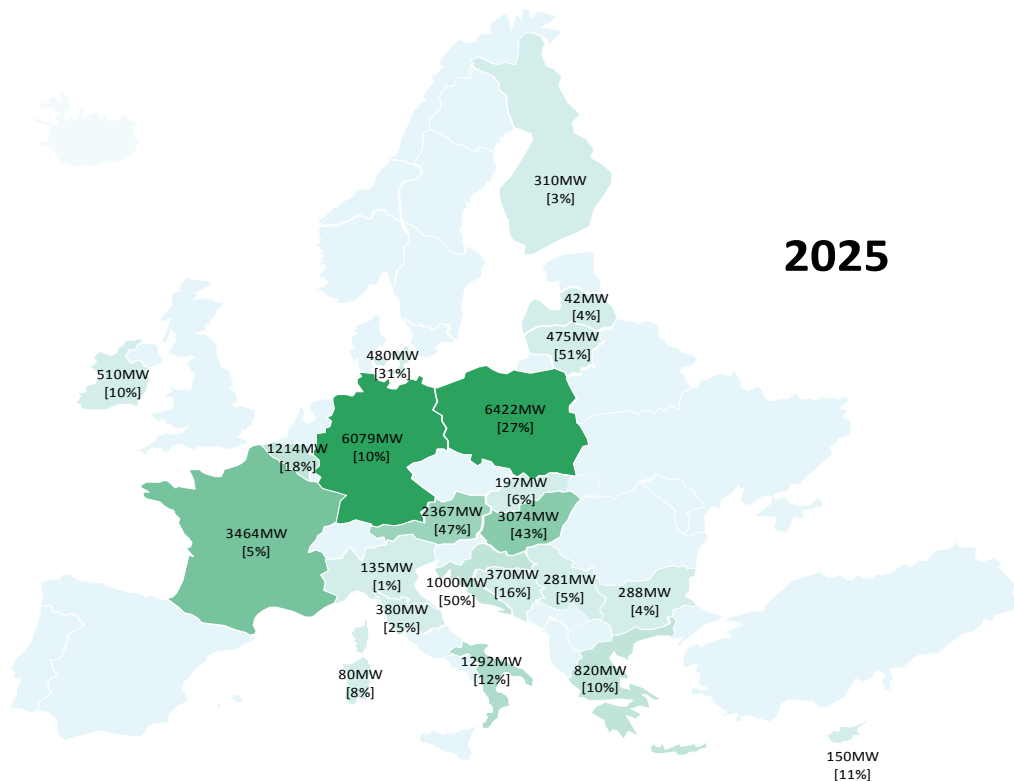 310MW
[3%]
2025
42MW
[4%]
475MW
[51%]
480MW
[31%]
510MW
[10%]
6422MW
[27%]
6079MW
[10%]
1214MW
[18%]
197MW
[6%]
2367MW
[47%]
3074MW
[43%]
3464MW
[5%]
135MW
[1%]
1000MW
[50%]
370MW
[16%]
281MW
[5%]
288MW
[4%]
380MW
[25%]
80MW
[8%]
1292MW
[12%]
820MW
[10%]
150MW
[11%]